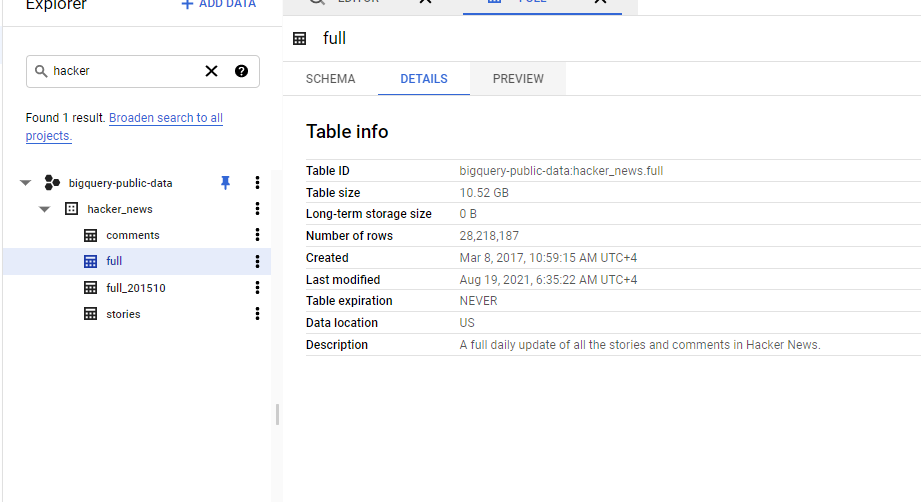 Explorer
+ ADD DATA
hacker
Found 1 result. Broaden search to all
projects.
bigquery-public-data
hacker_news
comments
full
full_201510
stories
EDITOR
FULL
full
SCHEMA
DETAILS
PREVIEW
Table info
Table ID bigquery-public-data:hacker_news.full
Table size 10.52 GB
Long-term storage size 0 B
Number of rows 28,218,187
Created Mar 8, 2017, 10:59:15 AM UTC+4
Last modified Aug 19, 2021, 6:35:22 AM UTC+4
Table expiration NEVER
Data location US
Description A full daily update of all the stories and comments in Hacker News.